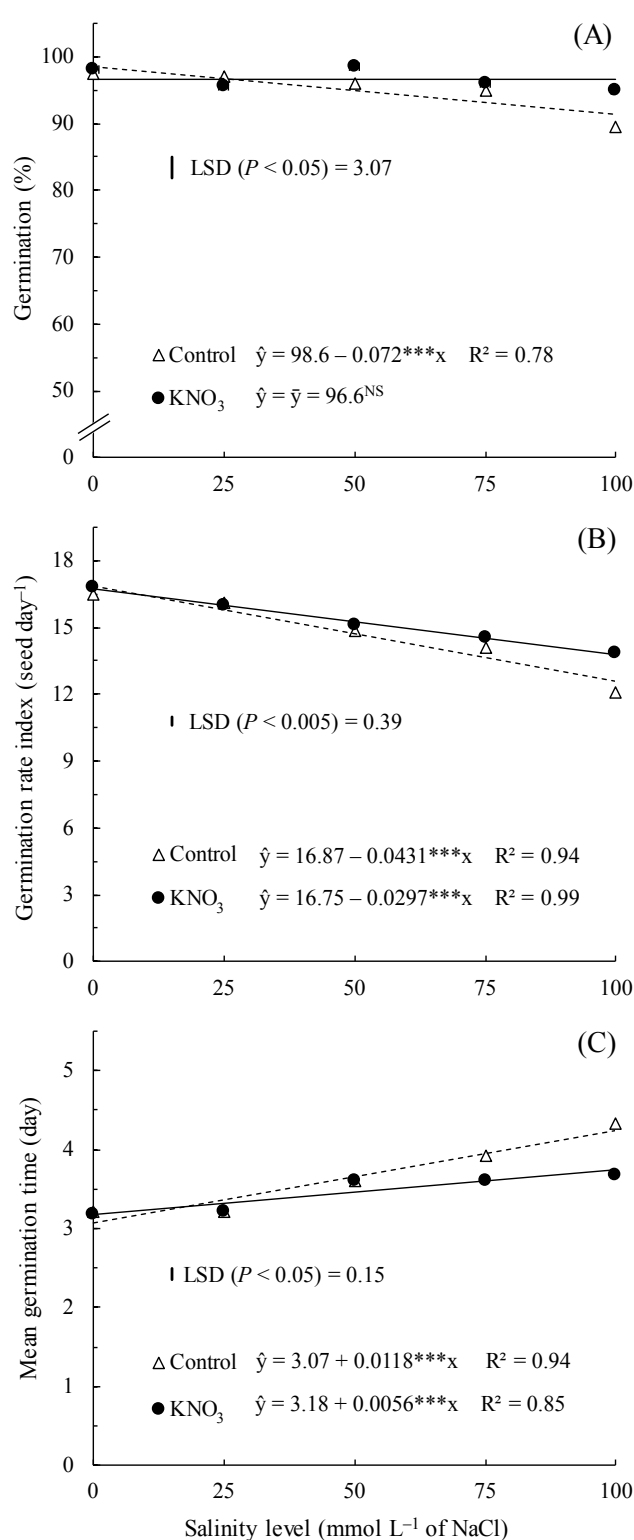 (A)
100
90
80
70
60
50
0
Germination (%)
LSD (P < 0.05) = 3.07
Control ŷ = 98.6 – 0.072***x R² = 0.78
KNO₃ ŷ = ȳ = 96.6ᴺˢ
0 25 50 75 100
(B)
18
15
12
9
6
3
0
Germination rate index (seed day⁻¹)
LSD (P < 0.005) = 0.39
Control ŷ = 16.87 – 0.0431***x R² = 0.94
KNO₃ ŷ = 16.75 – 0.0297***x R² = 0.99
0 25 50 75 100
(C)
5
4
3
2
1
0
Mean germination time (day)
LSD (P < 0.05) = 0.15
Control ŷ = 3.07 + 0.0118***x R² = 0.94
KNO₃ ŷ = 3.18 + 0.0056***x R² = 0.85
0 25 50 75 100
Salinity level (mmol L⁻¹ of NaCl)